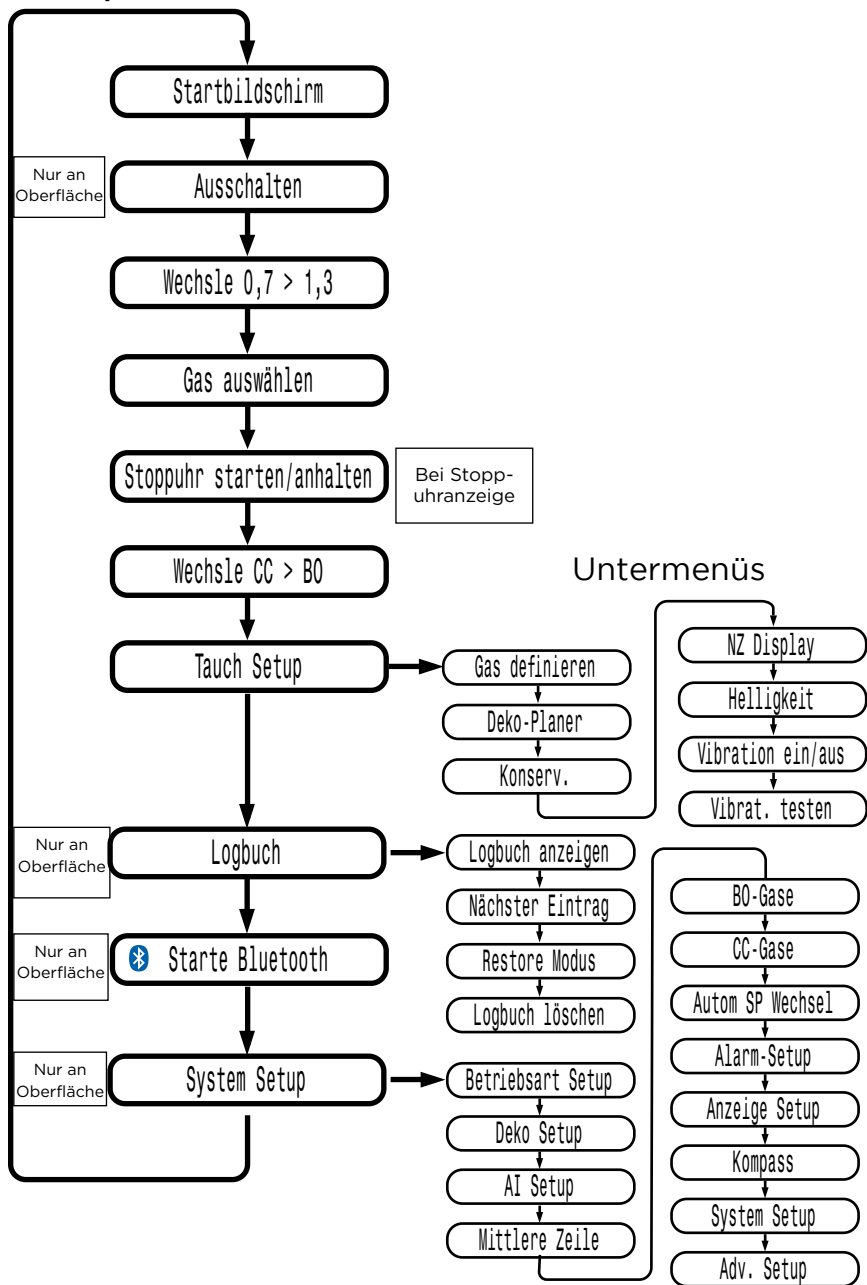 Startbildschirm
Nur an
Oberfläche
Ausschalten
Wechsle 0,7 > 1,3
Gas auswählen
Stoppuhr starten/anhalten
Bei Stopp-
uhranzeige
Wechsle CC > BO
Untermenüs
Tauch Setup
Gas definieren
Deko-Planer
Konserv.
NZ Display
Helligkeit
Vibration ein/aus
Vibrat. testen
Nur an
Oberfläche
Logbuch
Logbuch anzeigen
Nächster Eintrag
Restore Modus
Logbuch löschen
Nur an
Oberfläche
Starte Bluetooth
Nur an
Oberfläche
System Setup
Betriebsart Setup
Deko Setup
AI Setup
Mittlere Zeile
BO-Gase
CC-Gase
Autom SP Wechsel
Alarm-Setup
Anzeige Setup
Kompass
System Setup
Adv. Setup